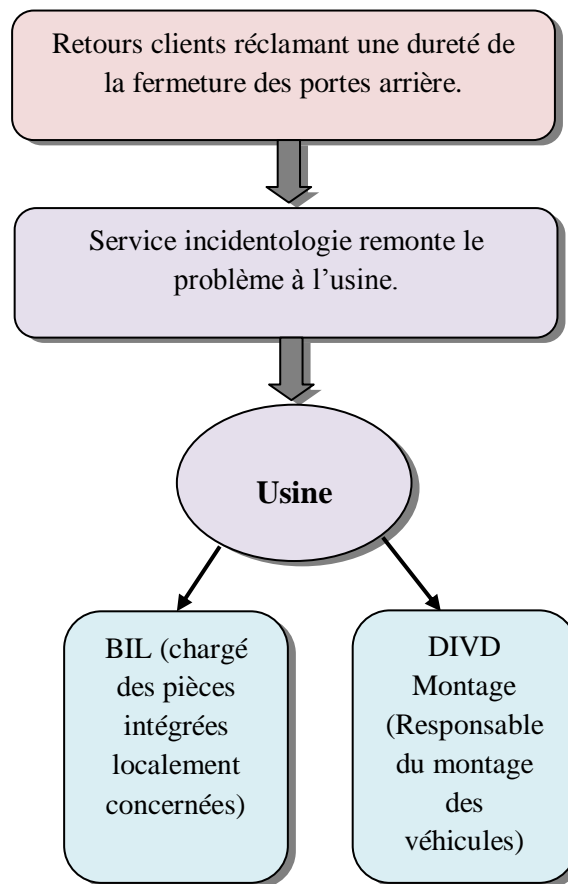 Retours clients réclamant une dureté de
la fermeture des portes arrière.
Service incidentologie remonte le
problème à l’usine.
Usine
BIL (chargé
des pièces
intégrées
localement
concernées)
DIVD
Montage
(Responsable
du montage
des
véhicules)